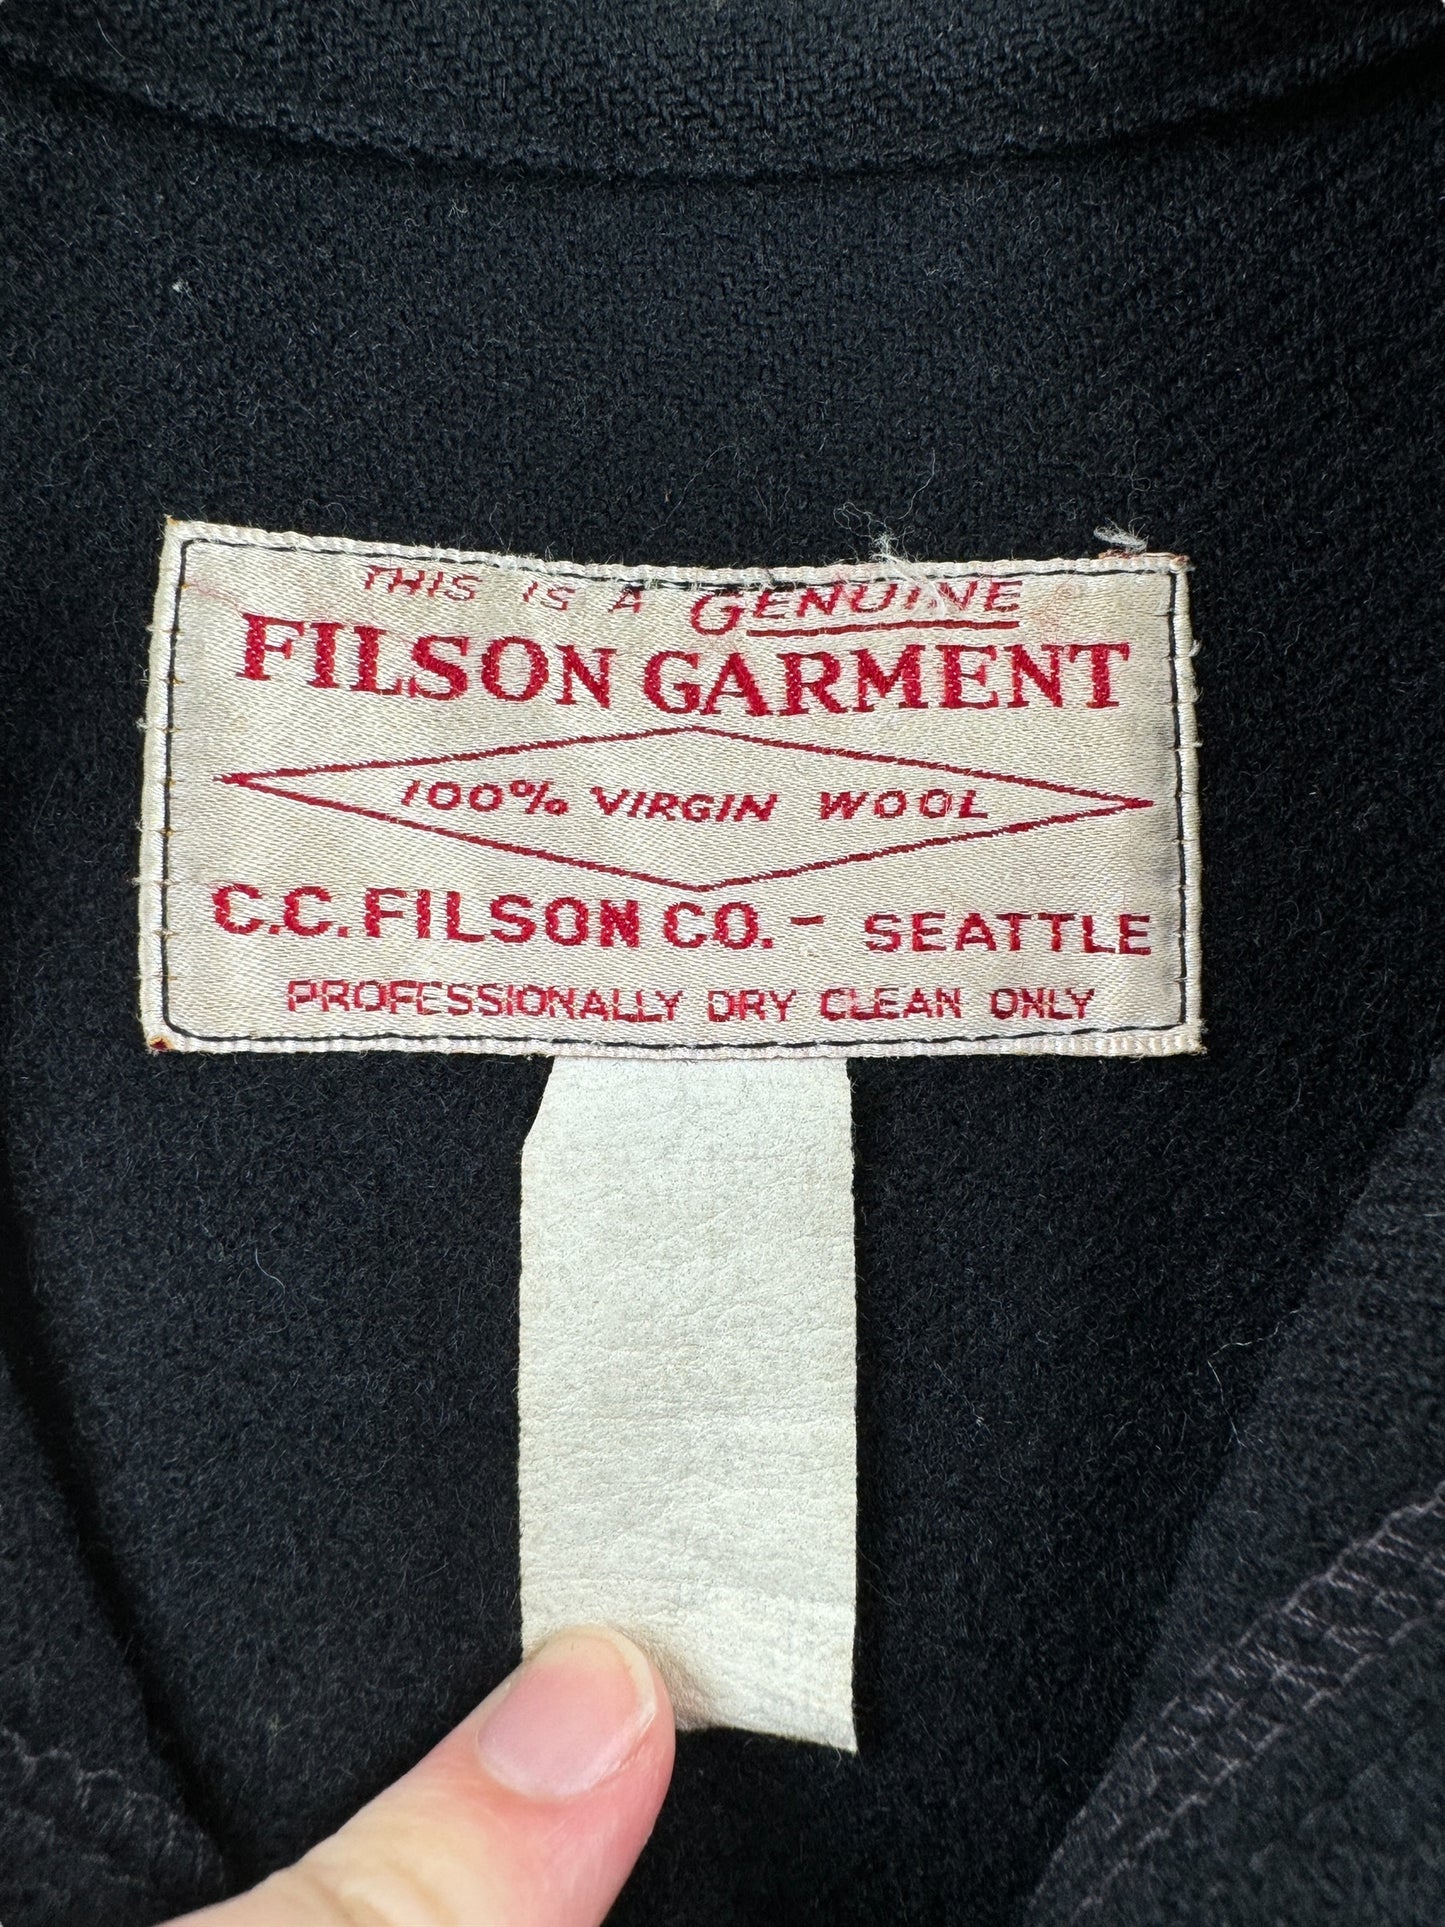 THIS IS A GENUINE
FILSON GARMENT
100% VIRGIN WOOL
C.C. FILSON CO. - SEATTLE
PROFESSIONALLY DRY CLEAN ONLY